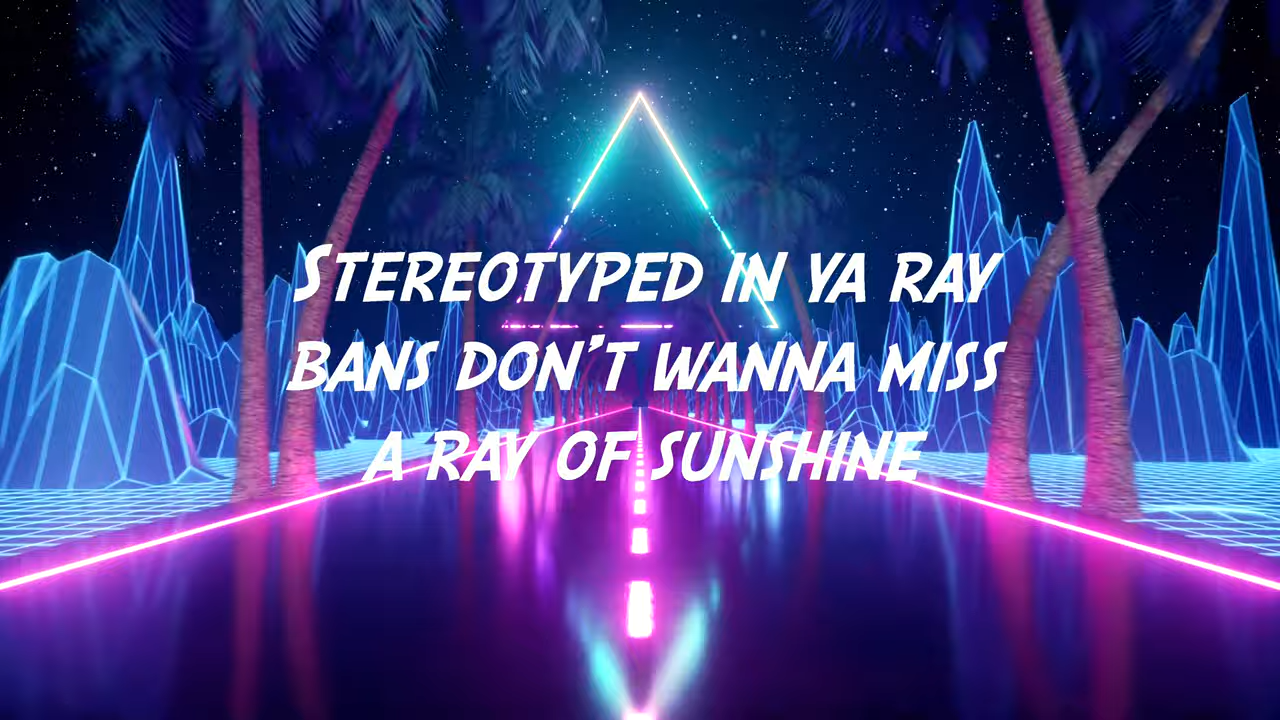 STEREOTYPED IN YA RAY
BANS DON'T WANNA MISS
A RAY OF SUNSHINE